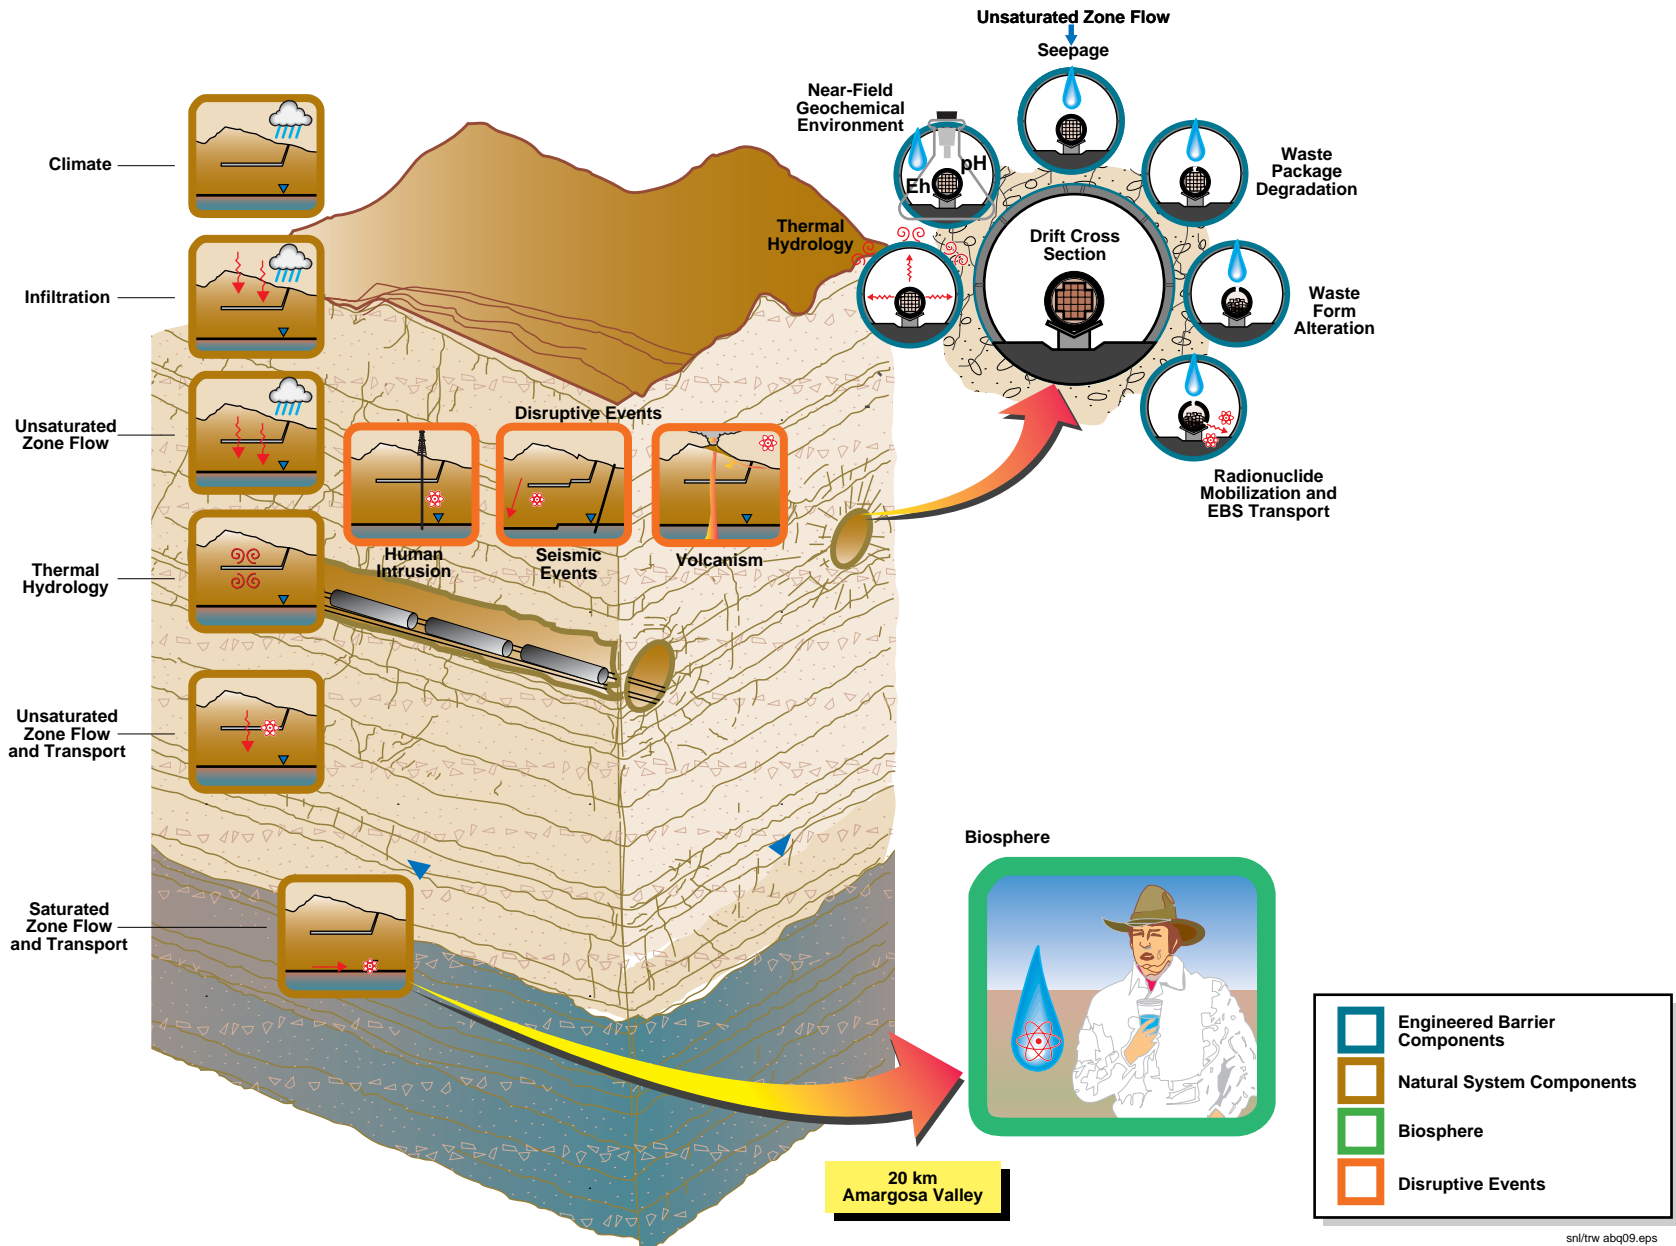 Unsaturated Zone Flow
Seepage
Near-Field
Geochemical
Environment
pH
Eh
Waste
Package
Degradation
Climate
Thermal
Hydrology
Drift Cross
Section
Infiltration
Waste
Form
Alteration
Unsaturated
Zone Flow
Disruptive Events
Human
Intrusion
Seismic
Events
Volcanism
Radionuclide
Mobilization and
EBS Transport
Thermal
Hydrology
Unsaturated
Zone Flow
and Transport
Saturated
Zone Flow
and Transport
Biosphere
20 km
Amargosa Valley
Engineered Barrier
Components
Natural System Components
Biosphere
Disruptive Events
snl/trw abq09.eps